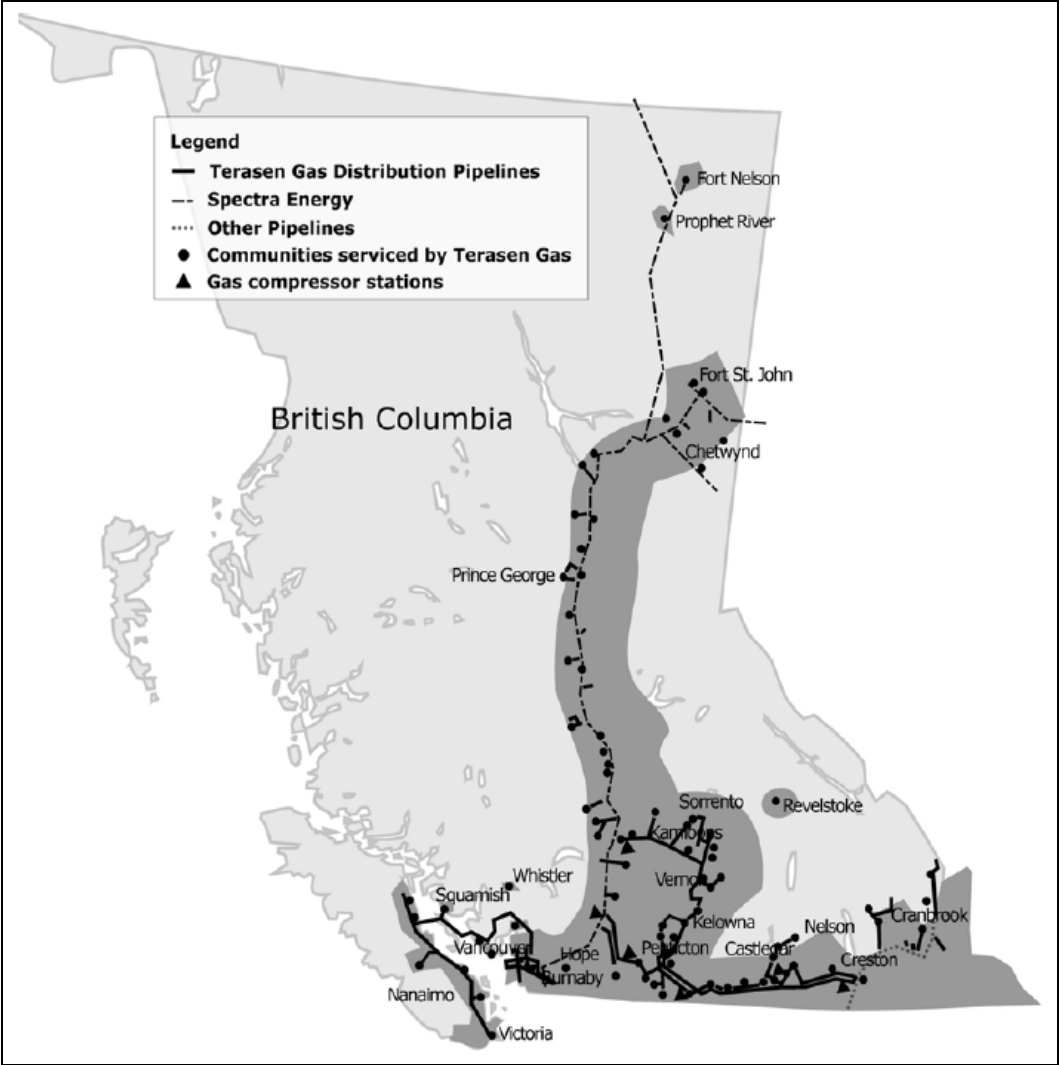 Legend
Terasen Gas Distribution Pipelines
Spectra Energy
Other Pipelines
Communities serviced by Terasen Gas
Gas compressor stations
Fort Nelson
Prophet River
Fort St. John
British Columbia
Chetwynd
Prince George
Sorrento
Revelstoke
Kamloops
Whistler
Vernon
Squamish
Kelowna
Cranbrook
Nelson
Vancouver
Hope
Penticton
Castlegar
Creston
Burnaby
Nanaimo
Victoria